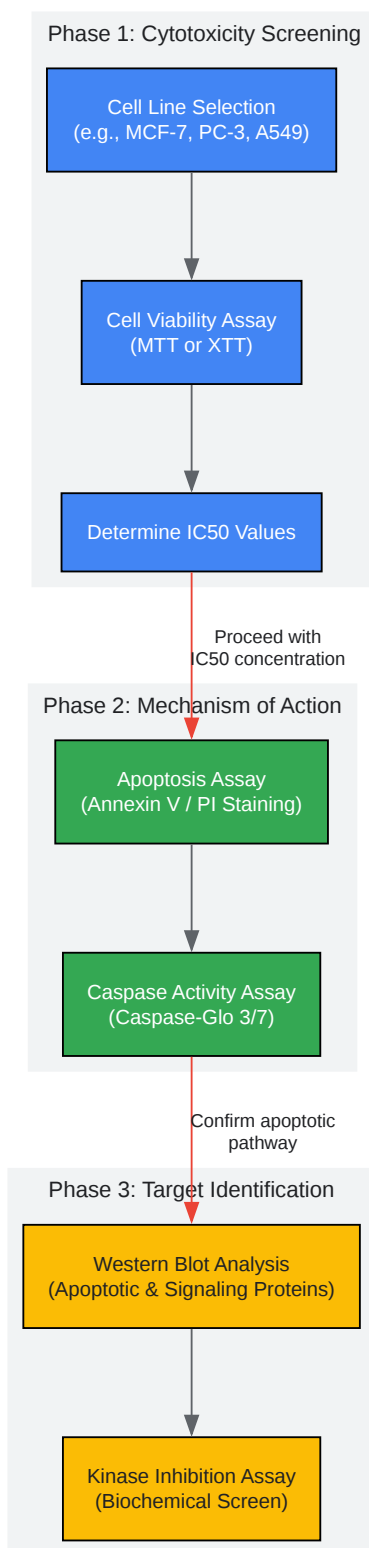 Phase 1: Cytotoxicity Screening
Cell Line Selection
(e.g., MCF-7, PC-3, A549)
Cell Viability Assay
(MTT or XTT)
Determine IC50 Values
Proceed with
IC50 concentration
Phase 2: Mechanism of Action
Apoptosis Assay
(Annexin V / PI Staining)
Caspase Activity Assay
(Caspase-Glo 3/7)
Confirm apoptotic
pathway
Phase 3: Target Identification
Western Blot Analysis
(Apoptotic & Signaling Proteins)
Kinase Inhibition Assay
(Biochemical Screen)